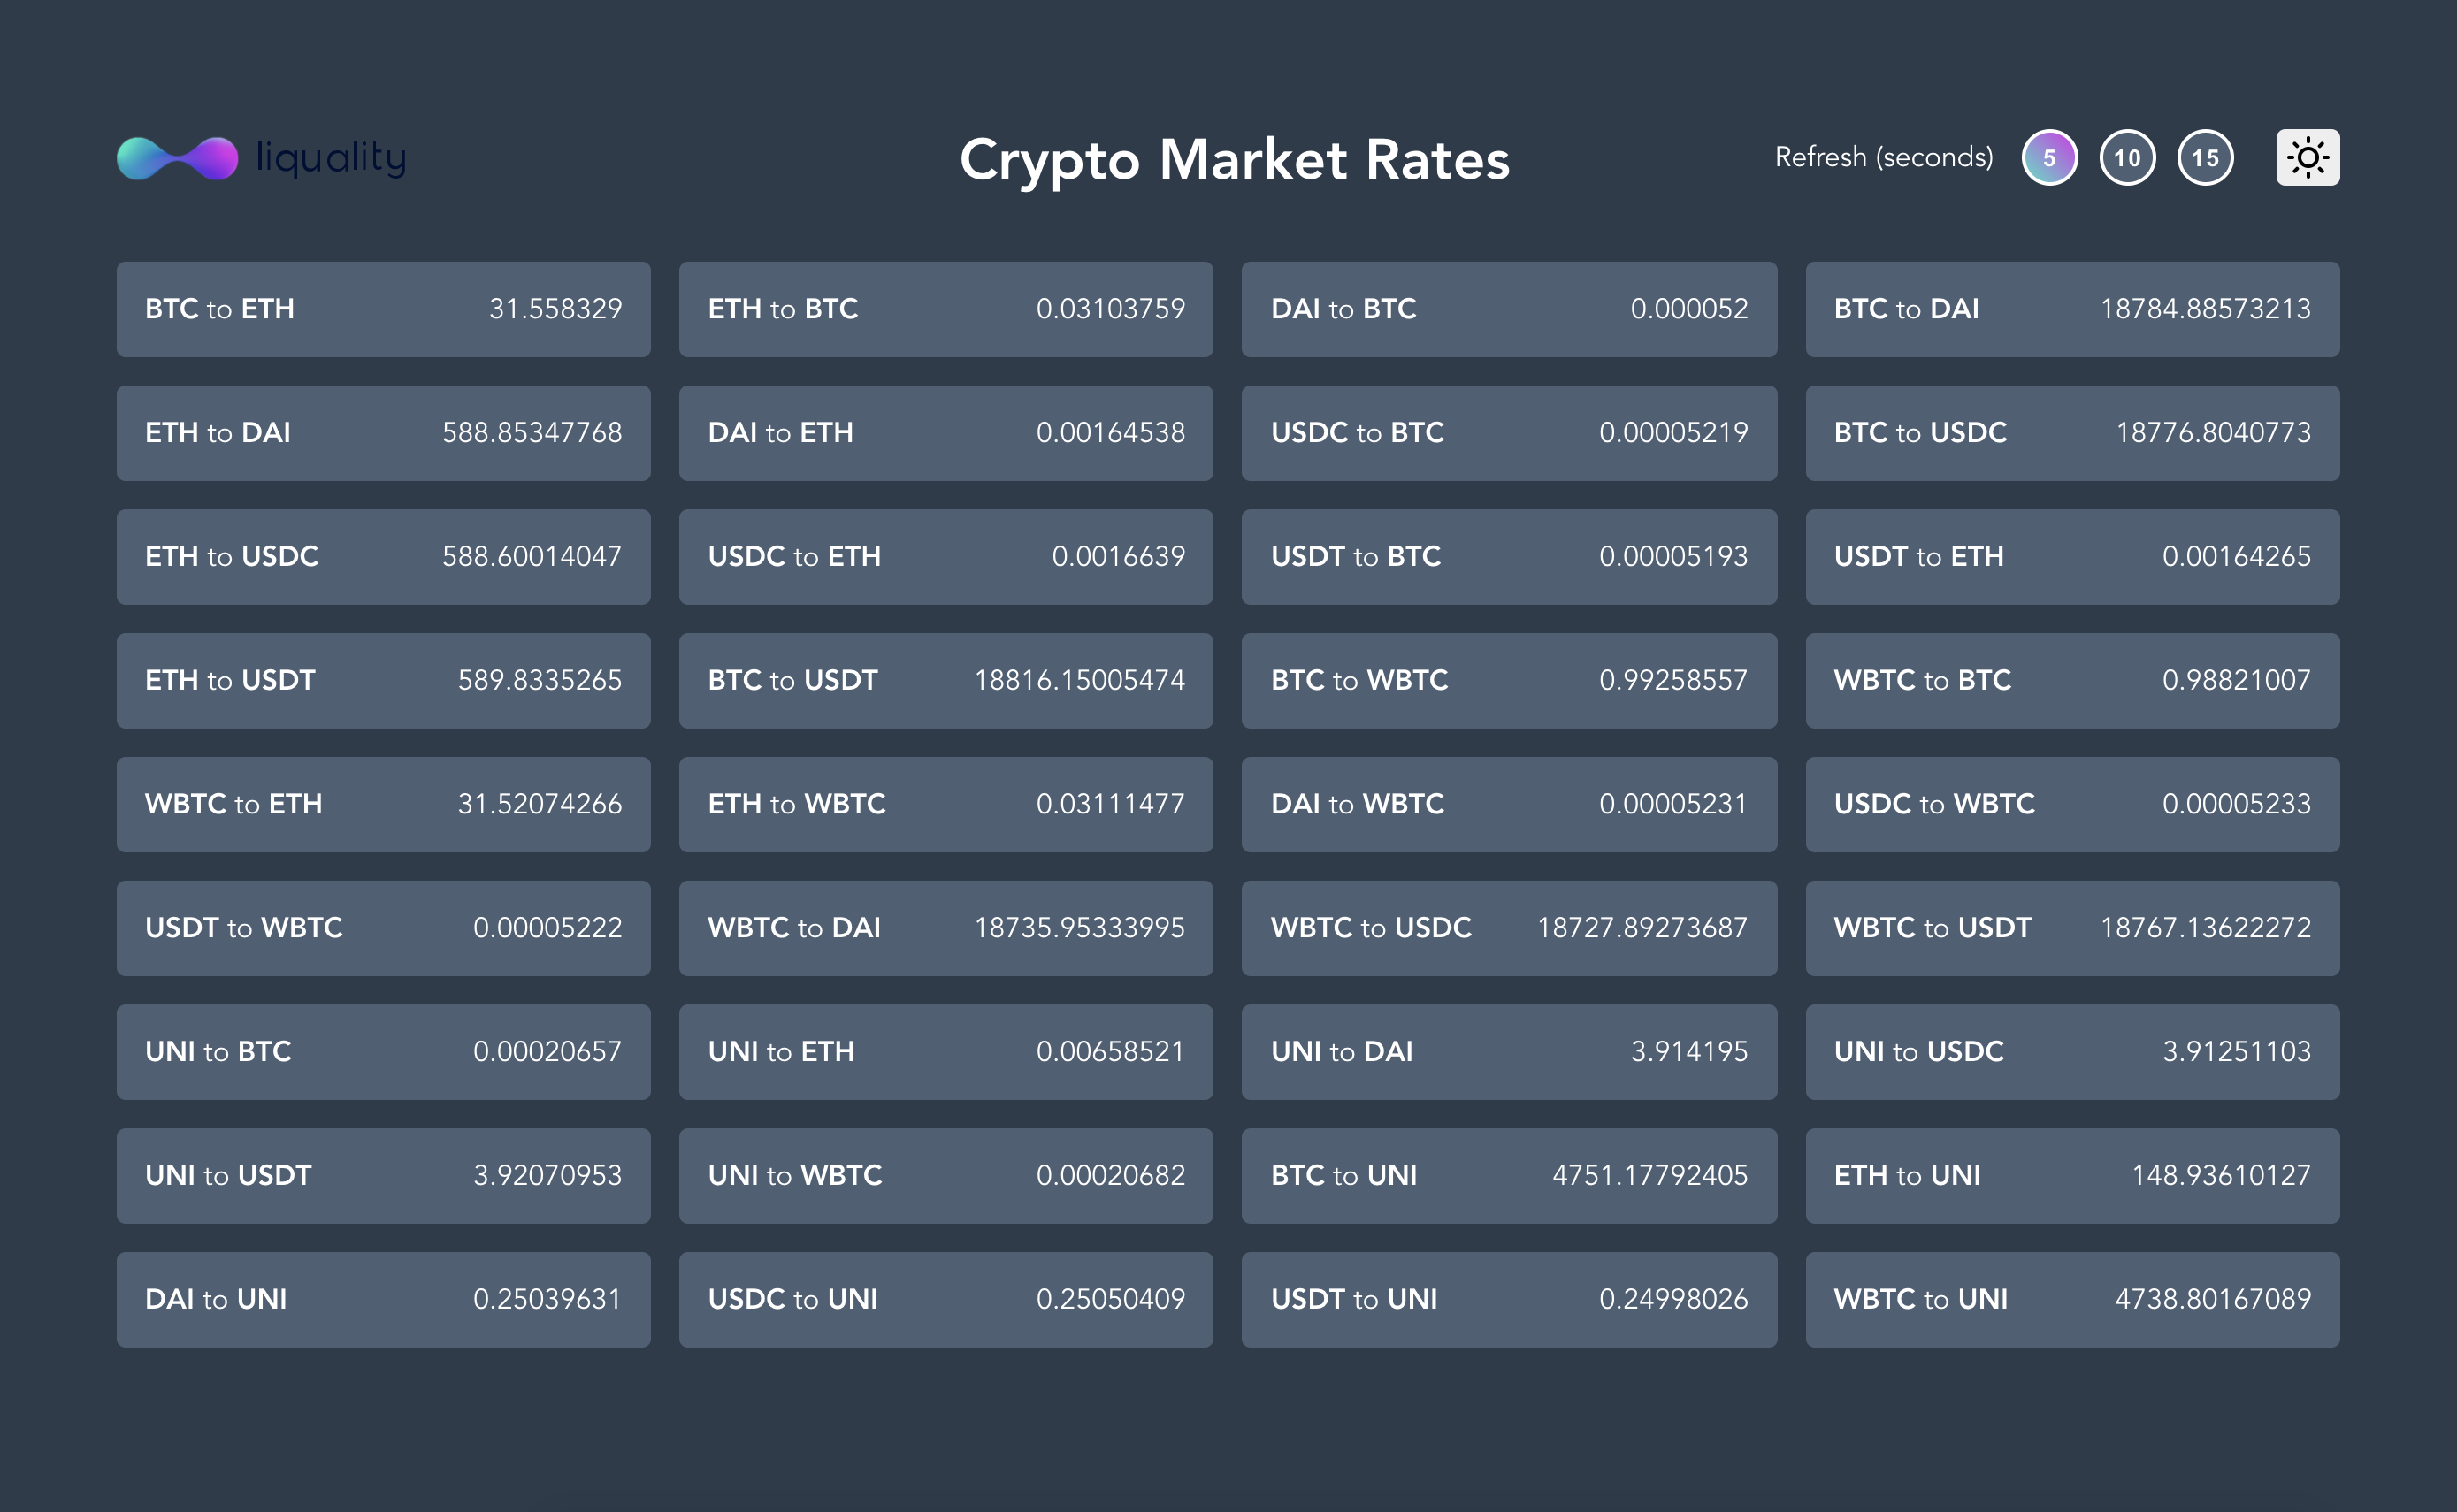 liquality
Crypto Market Rates
Refresh (seconds) 5 10 15
BTC to ETH 31.558329
ETH to BTC 0.03103759
DAI to BTC 0.000052
BTC to DAI 18784.88573213
ETH to DAI 588.85347768
DAI to ETH 0.00164538
USDC to BTC 0.00005219
BTC to USDC 18776.8040773
ETH to USDC 588.60014047
USDC to ETH 0.0016639
USDT to BTC 0.00005193
USDT to ETH 0.00164265
ETH to USDT 589.8335265
BTC to USDT 18816.15005474
BTC to WBTC 0.99258557
WBTC to BTC 0.98821007
WBTC to ETH 31.52074266
ETH to WBTC 0.03111477
DAI to WBTC 0.00005231
USDC to WBTC 0.00005233
USDT to WBTC 0.00005222
WBTC to DAI 18735.95333995
WBTC to USDC 18727.89273687
WBTC to USDT 18767.13622272
UNI to BTC 0.00020657
UNI to ETH 0.00658521
UNI to DAI 3.914195
UNI to USDC 3.91251103
UNI to USDT 3.92070953
UNI to WBTC 0.00020682
BTC to UNI 4751.17792405
ETH to UNI 148.93610127
DAI to UNI 0.25039631
USDC to UNI 0.25050409
USDT to UNI 0.24998026
WBTC to UNI 4738.80167089